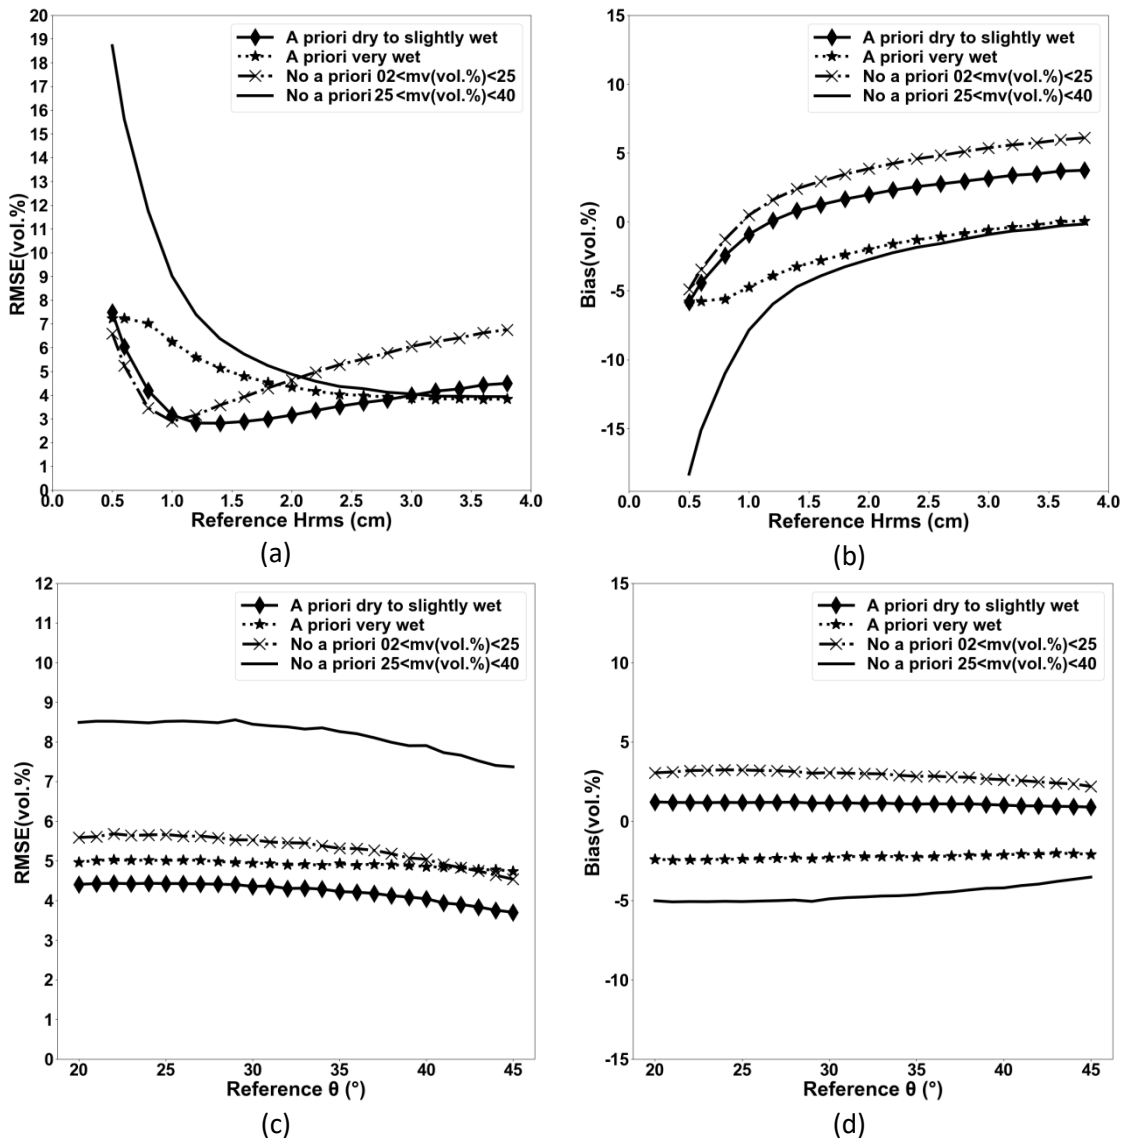 20
19
18
17
16
15
14
13
12
11
10
9
8
7
6
5
4
3
2
1
0
RMSE(vol.%)
A priori dry to slightly wet
A priori very wet
No a priori 02<mv(vol.%)<25
No a priori 25<mv(vol.%)<40
0.0 0.5 1.0 1.5 2.0 2.5 3.0 3.5 4.0
Reference Hrms (cm)
(a)
15
10
5
0
-5
-10
-15
Bias(vol.%)
A priori dry to slightly wet
A priori very wet
No a priori 02<mv(vol.%)<25
No a priori 25<mv(vol.%)<40
0.0 0.5 1.0 1.5 2.0 2.5 3.0 3.5 4.0
Reference Hrms (cm)
(b)
12
11
10
9
8
7
6
5
4
3
2
1
0
RMSE(vol.%)
A priori dry to slightly wet
A priori very wet
No a priori 02<mv(vol.%)<25
No a priori 25<mv(vol.%)<40
20 25 30 35 40 45
Reference θ (°)
(c)
15
10
5
0
-5
-10
-15
Bias(vol.%)
A priori dry to slightly wet
A priori very wet
No a priori 02<mv(vol.%)<25
No a priori 25<mv(vol.%)<40
20 25 30 35 40 45
Reference θ (°)
(d)